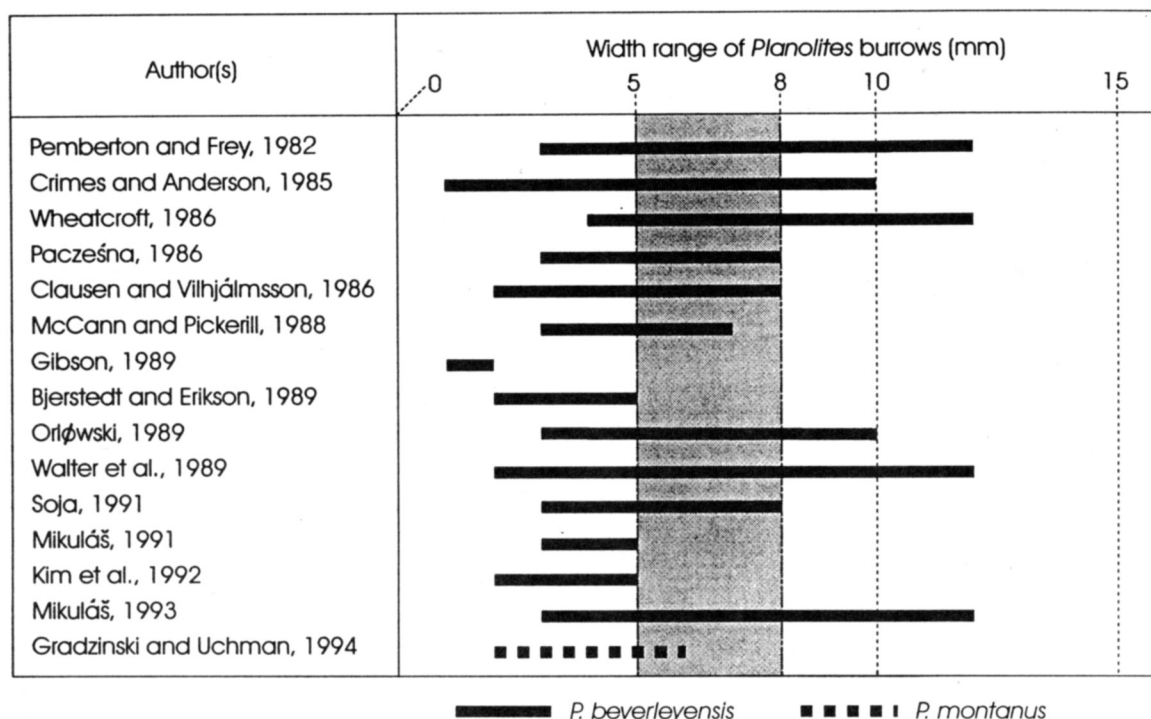 Author(s)
Width range of Planolites burrows (mm)
0 5 8 10 15
Pemberton and Frey, 1982
Crimes and Anderson, 1985
Wheatcroft, 1986
Pacześna, 1986
Clausen and Vilhjálmsson, 1986
McCann and Pickerill, 1988
Gibson, 1989
Bjerstedt and Erikson, 1989
Orløwski, 1989
Walter et al., 1989
Soja, 1991
Mikuláš, 1991
Kim et al., 1992
Mikuláš, 1993
Gradzinski and Uchman, 1994
P. beverleyensis P. montanus